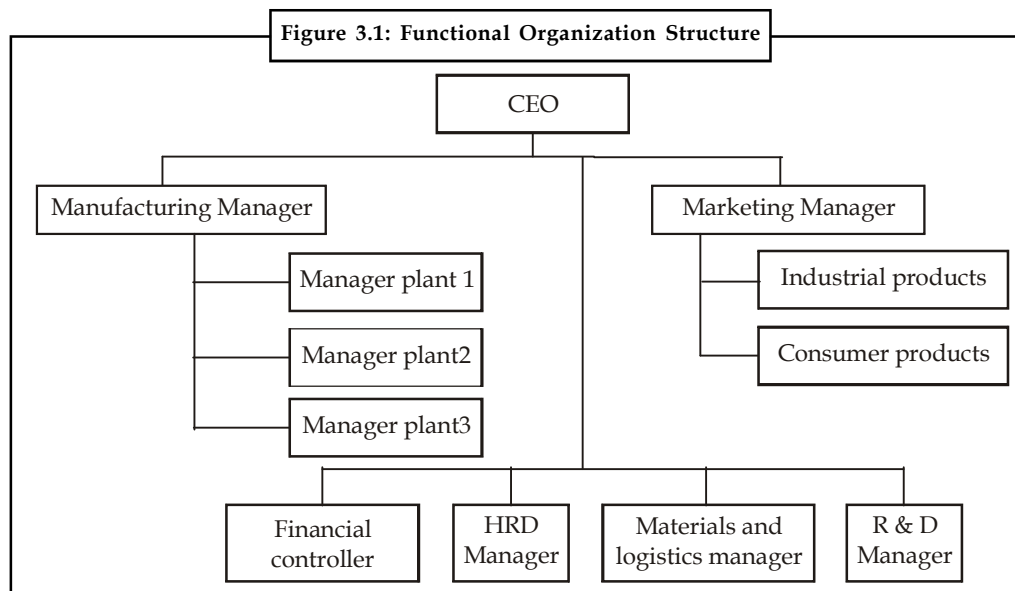 Figure 3.1: Functional Organization Structure
CEO
Manufacturing Manager
Marketing Manager
Manager plant 1
Manager plant2
Manager plant3
Industrial products
Consumer products
Financial
controller
HRD
Manager
Materials and
logistics manager
R & D
Manager